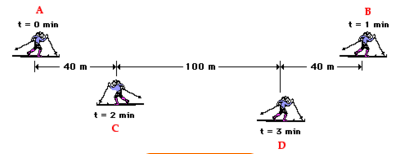 A
B
t = 0 min
t = 1 min
40 m
100 m
40 m
t = 2 min
t = 3 min
C
D